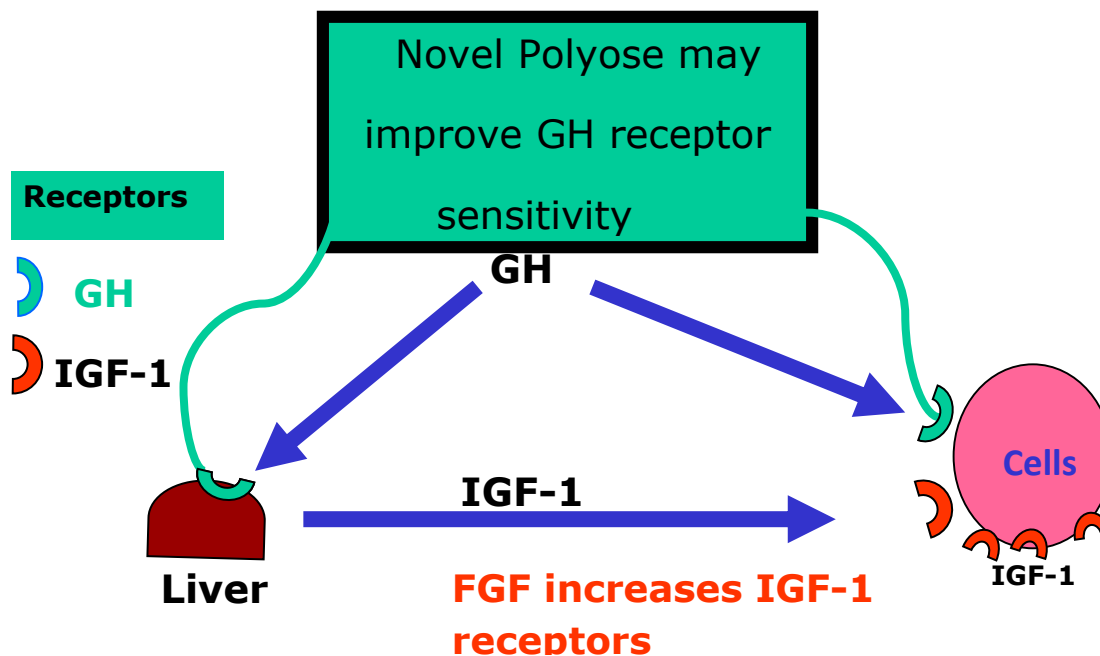 Novel Polyose may
improve GH receptor
sensitivity
Receptors
GH
GH
IGF-1
IGF-1
Cells
Liver
IGF-1
FGF increases IGF-1
receptors